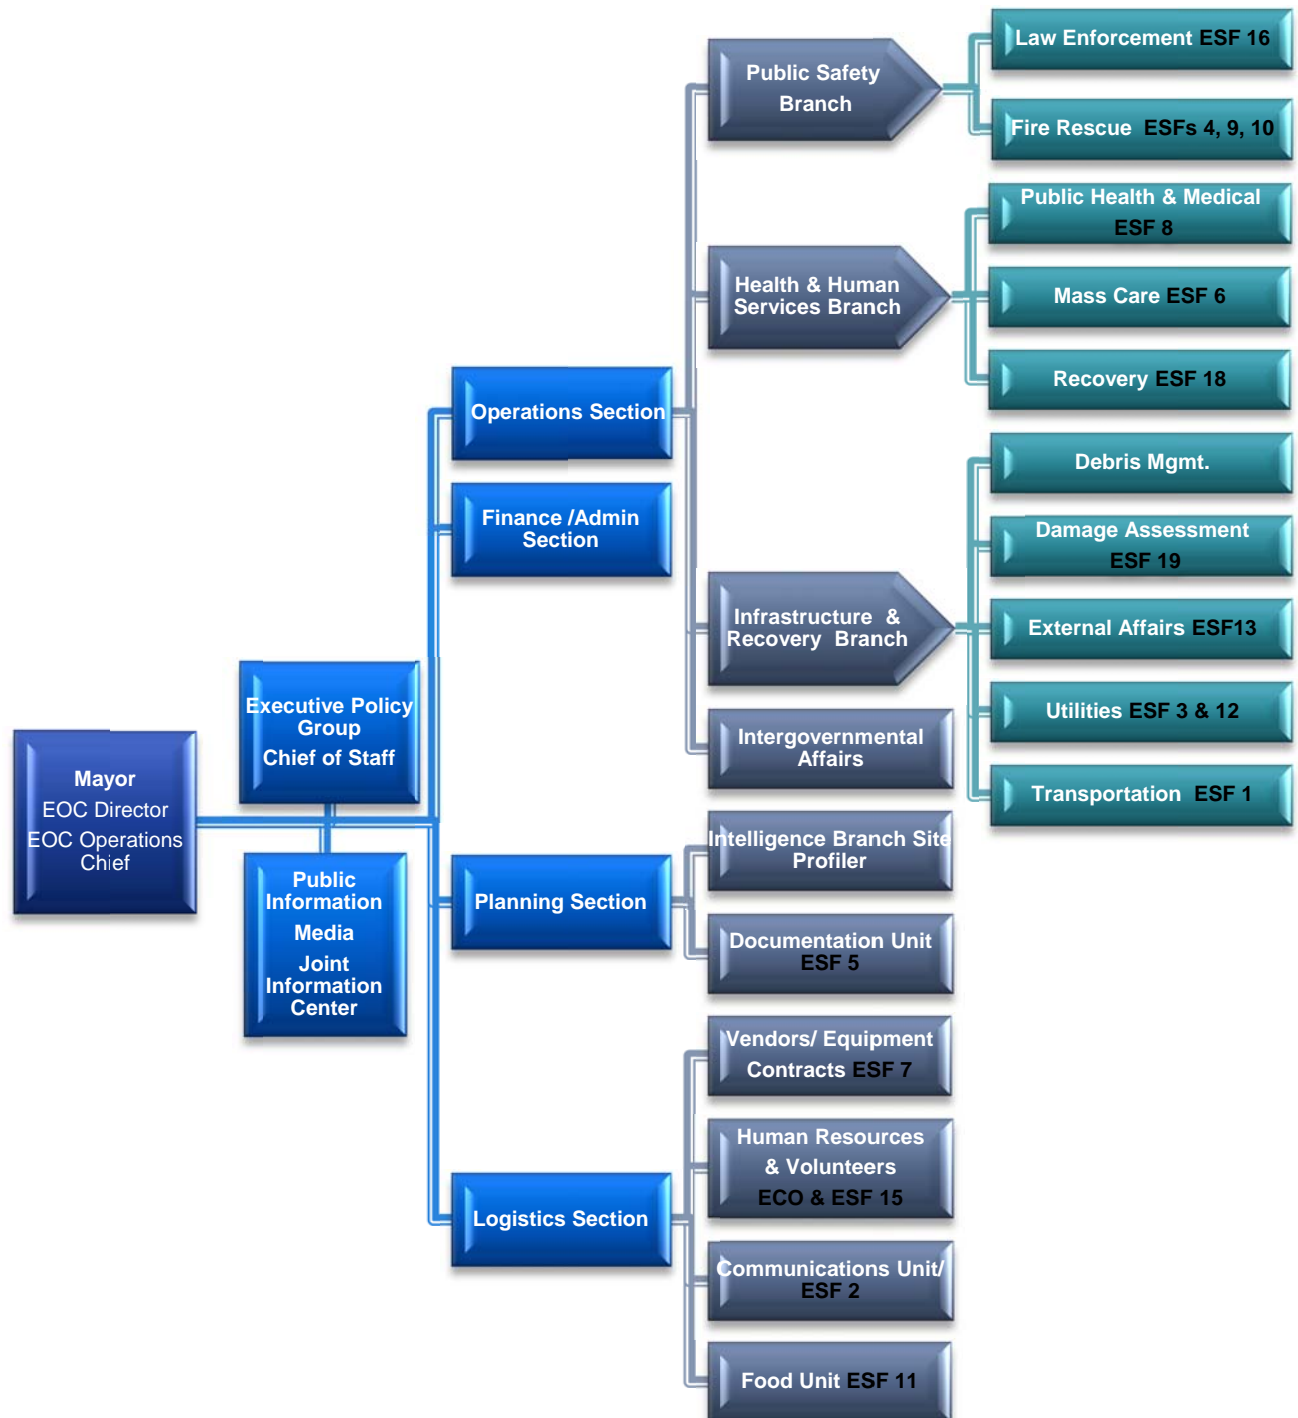 Mayor
EOC Director
EOC Operations
Chief
Executive Policy
Group
Chief of Staff
Public
Information
Media
Joint
Information
Center
Operations Section
Finance /Admin
Section
Planning Section
Logistics Section
Public Safety
Branch
Health & Human
Services Branch
Infrastructure & 
Recovery Branch
Intergovernmental
Affairs
Intelligence Branch Site
Profiler
Documentation Unit
ESF 5
Vendors/ Equipment
Contracts ESF 7
Human Resources
& Volunteers
ECO & ESF 15
Communications Unit/
ESF 2
Food Unit ESF 11
Law Enforcement ESF 16
Fire Rescue ESFs 4, 9, 10
Public Health & Medical
ESF 8
Mass Care ESF 6
Recovery ESF 18
Debris Mgmt.
Damage Assessment
ESF 19
External Affairs ESF13
Utilities ESF 3 & 12
Transportation ESF 1